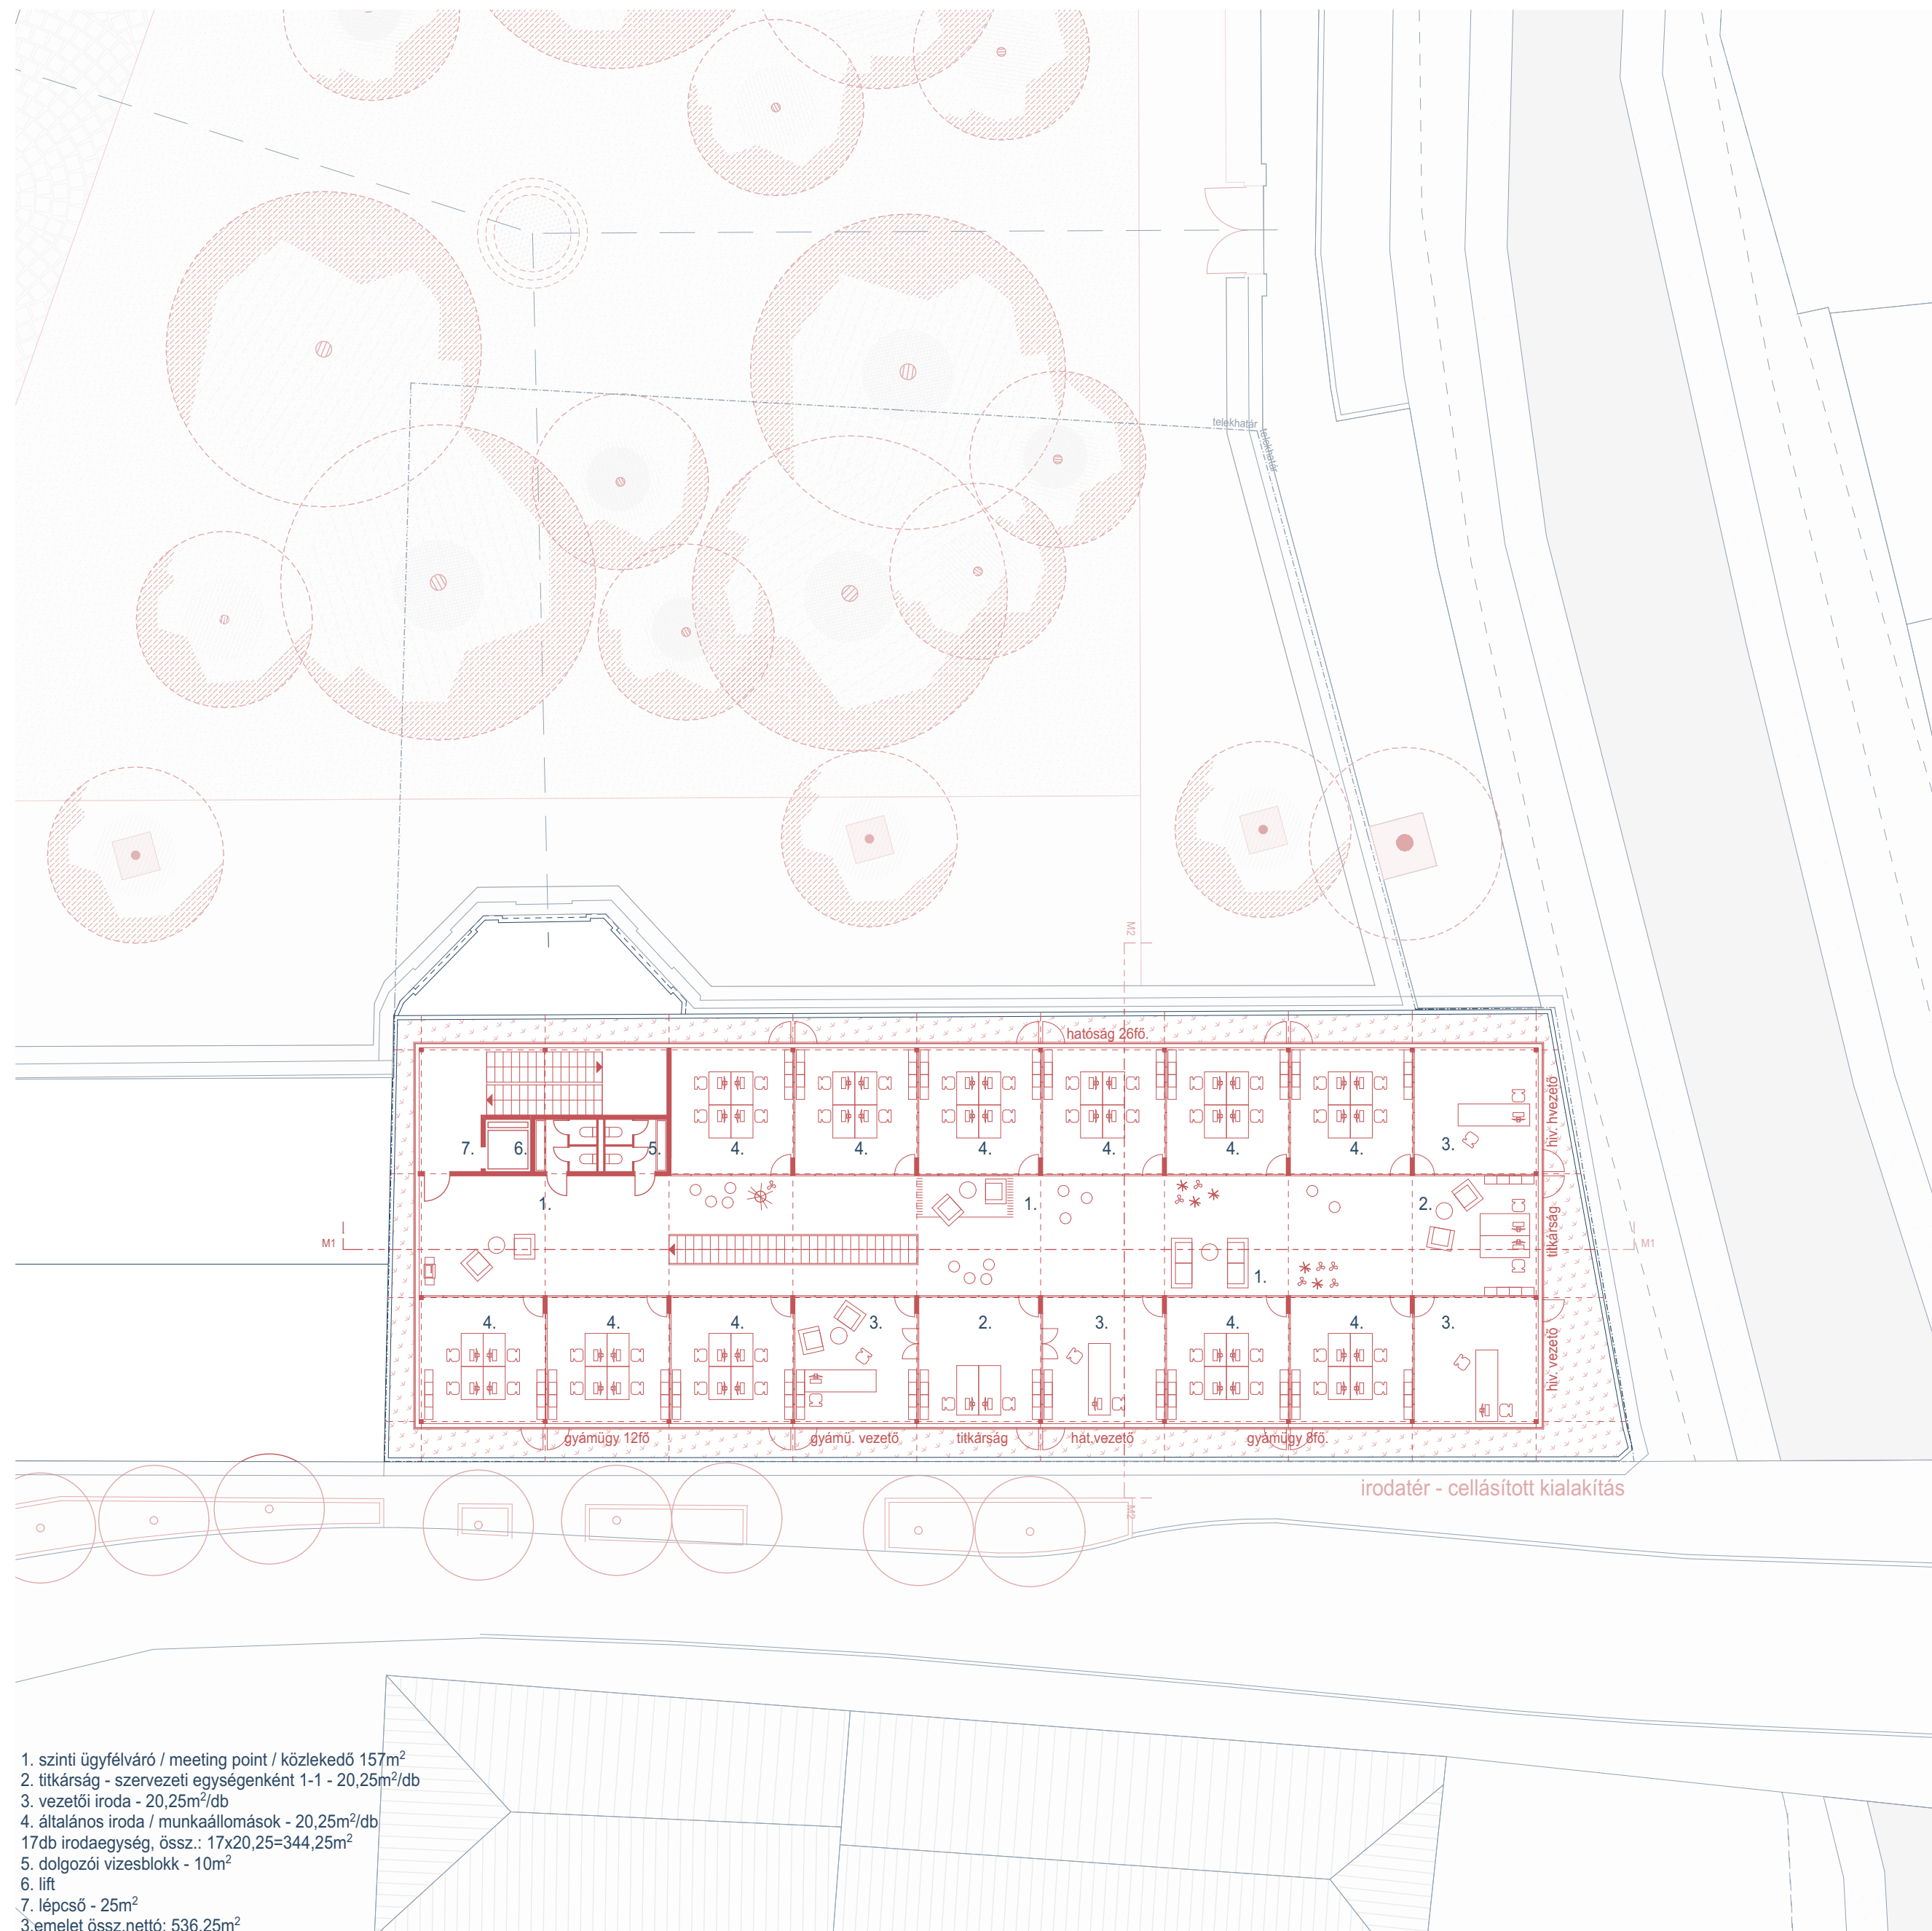 telekhatár
telekhatár
M2
hatóság 26fő.
hiv. hvezető
4.
4.
4.
4.
4.
4.
3.
7.
6.
5.
1.
1.
2.
titkárság
M1
M1
1.
4.
4.
4.
3.
2.
3.
4.
4.
3.
hiv. vezető
gyámügy 12fő
gyámü. vezető
titkárság
hat.vezető
gyámügy 8fő.
irodatér - cellásított kialakítás
M2
1. szinti ügyfélváró / meeting point / közlekedő 157m²
2. titkárság - szervezeti egységenként 1-1 - 20,25m²/db
3. vezetői iroda - 20,25m²/db
4. általános iroda / munkaállomások - 20,25m²/db
17db irodaegység, össz.: 17x20,25=344,25m²
5. dolgozói vizesblokk - 10m²
6. lift
7. lépcső - 25m²
3.emelet össz.nettó: 536,25m²